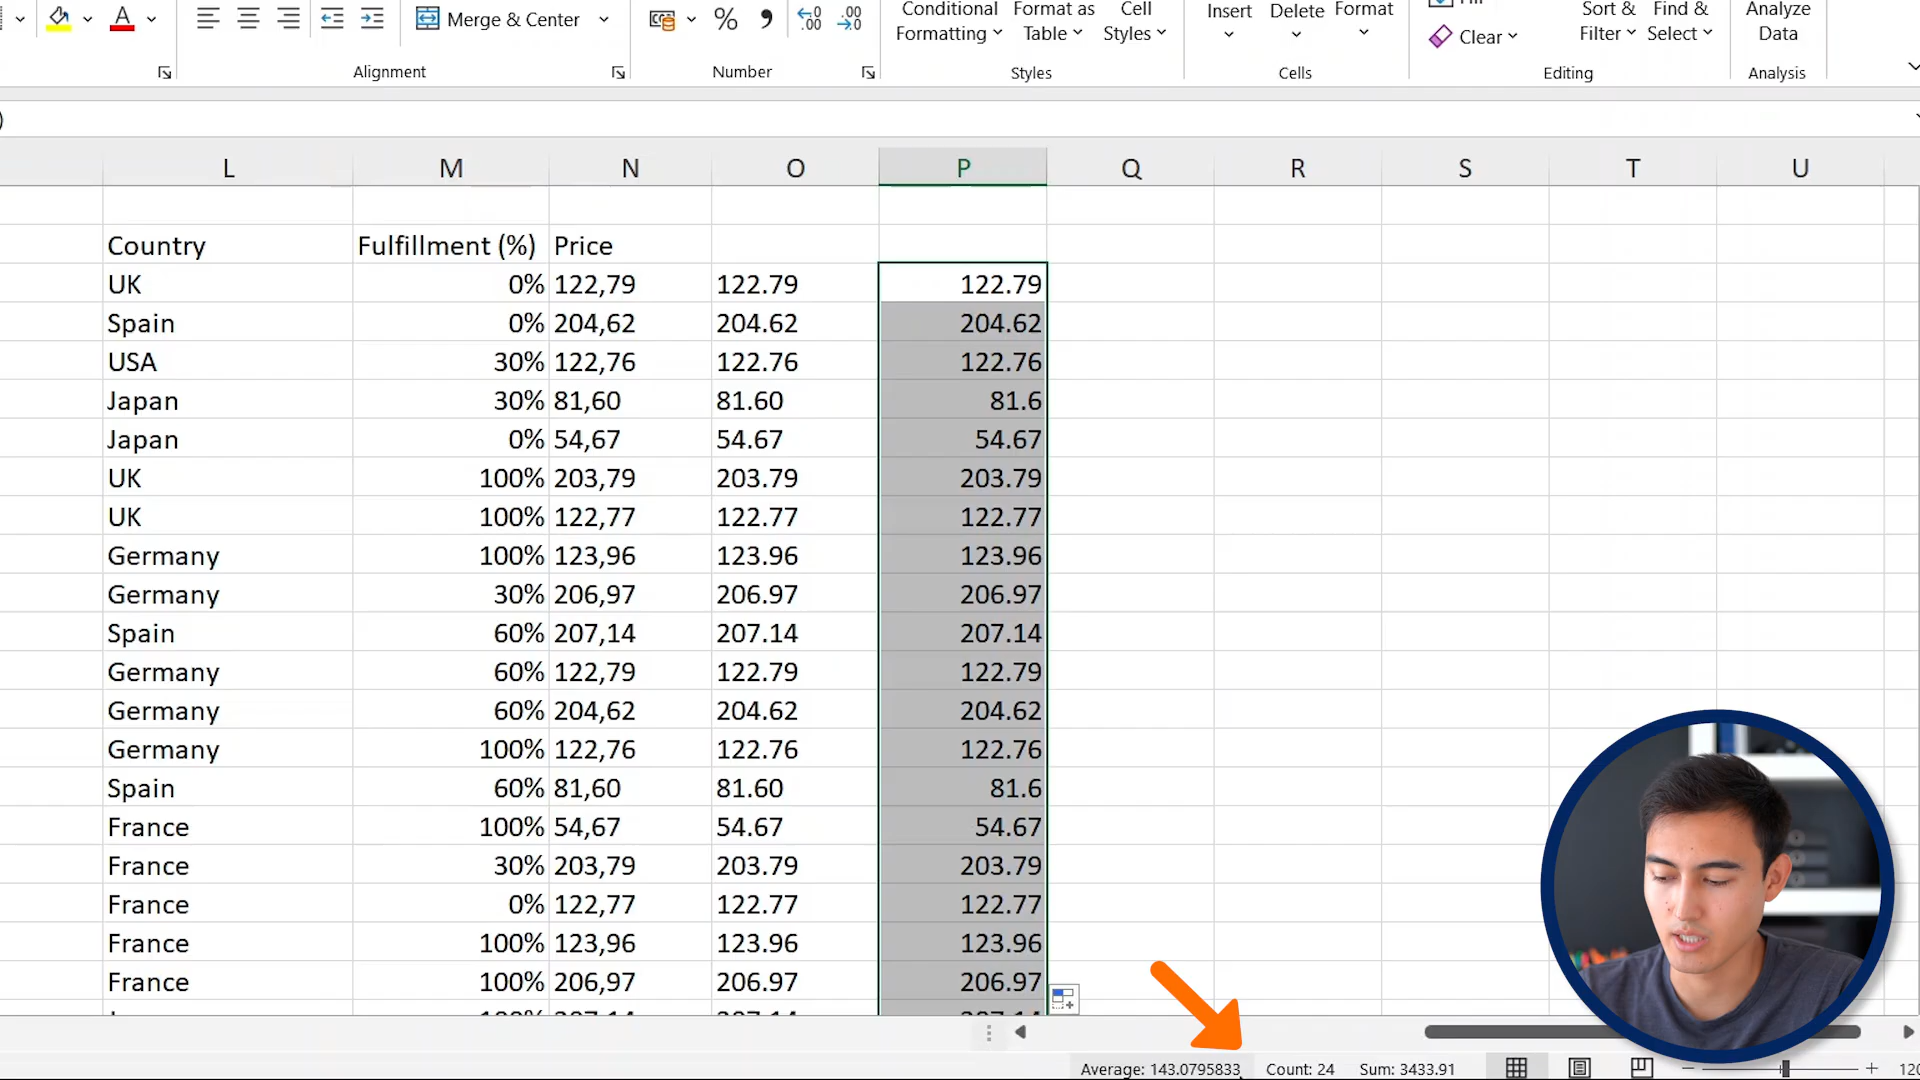 A Merge & Center % , ←0 .00 .00 →0 Conditional Formatting Format as Table Cell Styles Insert Delete Format Clear Sort & Filter Find & Select Analyze Data
Alignment Number Styles Cells Editing Analysis
)
L M N O P Q R S T U
Country Fulfillment (%) Price
UK 0% 122,79 122.79 122.79
Spain 0% 204,62 204.62 204.62
USA 30% 122,76 122.76 122.76
Japan 30% 81,60 81.60 81.6
Japan 0% 54,67 54.67 54.67
UK 100% 203,79 203.79 203.79
UK 100% 122,77 122.77 122.77
Germany 100% 123,96 123.96 123.96
Germany 30% 206,97 206.97 206.97
Spain 60% 207,14 207.14 207.14
Germany 60% 122,79 122.79 122.79
Germany 60% 204,62 204.62 204.62
Germany 100% 122,76 122.76 122.76
Spain 60% 81,60 81.60 81.6
France 100% 54,67 54.67 54.67
France 30% 203,79 203.79 203.79
France 0% 122,77 122.77 122.77
France 100% 123,96 123.96 123.96
France 100% 206,97 206.97 206.97
Average: 143.0795833 Count: 24 Sum: 3433.91